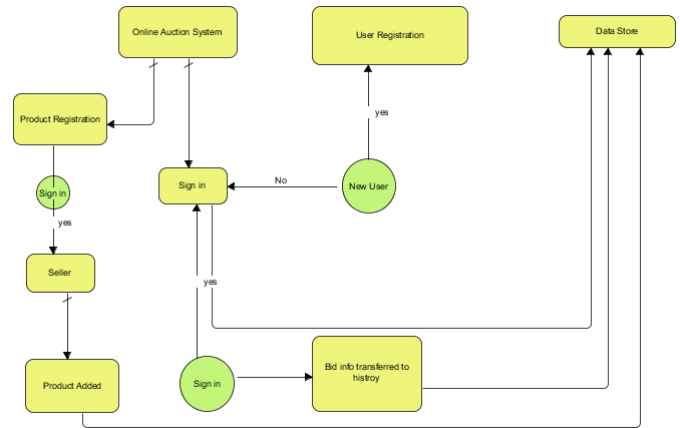 Online Auction System
User Registration
Data Store
Product Registration
yes
Sign in
No
New User
Sign in
yes
Seller
yes
Product Added
Sign in
Bid info transferred to
histroy